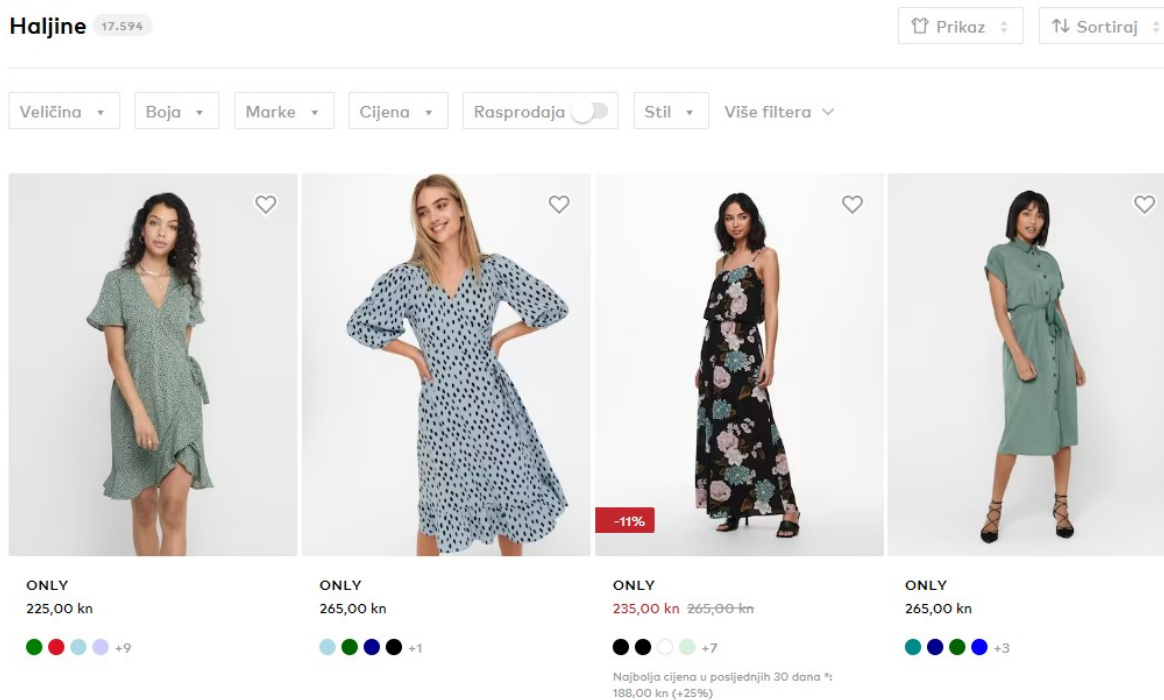 Haljine 17.594
Prikaz
Sortiraj
Veličina
Boja
Marke
Cijena
Rasprodaja
Stil
Više filtera
-11%
ONLY
225,00 kn
+9
ONLY
265,00 kn
+1
ONLY
235,00 kn 265,00 kn
+7
Najbolja cijena u posljednjih 30 dana *:
188,00 kn (+25%)
ONLY
265,00 kn
+3